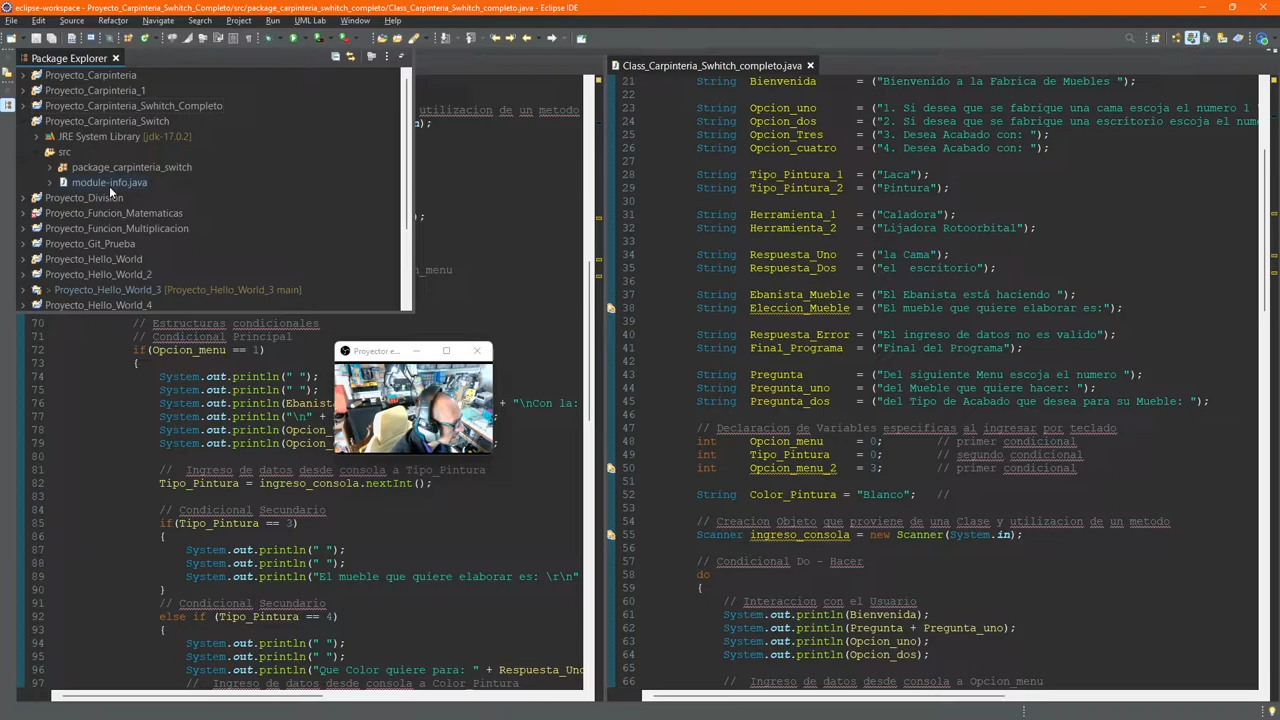 eclipse-workspace - Proyecto_Carpinteria_Swhitch_Completo/src/package_carpinteria_swhitch_completo/Class_Carpinteria_Swhitch_completo.java - Eclipse IDE
File Edit Source Refactor Navigate Search Project Run UML Lab Window Help
Package Explorer
Proyecto_Carpinteria
Proyecto_Carpinteria_1
Proyecto_Carpinteria_Swhitch_Completo
Proyecto_Carpinteria_Switch
JRE System Library [jdk-17.0.2]
src
package_carpinteria_switch
module-info.java
Proyecto_Division
Proyecto_Funcion_Matematicas
Proyecto_Funcion_Multiplicacion
Proyecto_Git_Prueba
Proyecto_Hello_World
Proyecto_Hello_World_2
> Proyecto_Hello_World_3 [Proyecto_Hello_World_3 main]
Proyecto_Hello_World_4
utilizacion de un metodo
);
);
n_menu
70 // Estructuras condicionales
71 // Condicional Principal
72 if(Opcion_menu == 1)
73 {
74 System.out.println(" ");
75 System.out.println(" ");
76 System.out.println(Ebanista + "\nCon la:
77 System.out.println("\n" +
78 System.out.println(Opcion_
79 System.out.println(Opcion_
80
81 // Ingreso de datos desde consola a Tipo_Pintura
82 Tipo_Pintura = ingreso_consola.nextInt();
83
84 // Condicional Secundario
85 if(Tipo_Pintura == 3)
86 {
87 System.out.println(" ");
88 System.out.println(" ");
89 System.out.println("El mueble que quiere elaborar es: \r\n"
90 }
91 // Condicional Secundario
92 else if (Tipo_Pintura == 4)
93 {
94 System.out.println(" ");
95 System.out.println(" ");
96 System.out.println("Que Color quiere para: " + Respuesta_Uno
97 // Ingreso de datos desde consola a Color_Pintura
Proyector e...
Class_Carpinteria_Swhitch_completo.java
21 String Bienvenida = ("Bienvenido a la Fabrica de Muebles ");
22
23 String Opcion_uno = ("1. Si desea que se fabrique una cama escoja el numero 1
24 String Opcion_dos = ("2. Si desea que se fabrique una escritorio escoja el nume
25 String Opcion_Tres = ("3. Desea Acabado con: ");
26 String Opcion_cuatro = ("4. Desea Acabado con: ");
27
28 String Tipo_Pintura_1 = ("Laca");
29 String Tipo_Pintura_2 = ("Pintura");
30
31 String Herramienta_1 = ("Caladora");
32 String Herramienta_2 = ("Lijadora Rotoorbital");
33
34 String Respuesta_Uno = ("la Cama");
35 String Respuesta_Dos = ("el escritorio");
36
37 String Ebanista_Mueble = ("El Ebanista está haciendo ");
38 String Eleccion_Mueble = ("El mueble que quiere elaborar es:");
39
40 String Respuesta_Error = ("El ingreso de datos no es valido");
41 String Final_Programa = ("Final del Programa");
42
43 String Pregunta = ("Del siguiente Menu escoja el numero ");
44 String Pregunta_uno = ("del Mueble que quiere hacer: ");
45 String Pregunta_dos = ("del Tipo de Acabado que desea para su Mueble: ");
46
47 // Declaracion de Variables especificas al ingresar por teclado
48 int Opcion_menu = 0; // primer condicional
49 int Tipo_Pintura = 0; // segundo condicional
50 int Opcion_menu_2 = 3; // primer condicional
51
52 String Color_Pintura = "Blanco"; //
53
54 // Creacion Objeto que proviene de una Clase y utilizacion de un metodo
55 Scanner ingreso_consola = new Scanner(System.in);
56
57 // Condicional Do - Hacer
58 do
59 {
60 // Interaccion con el Usuario
61 System.out.println(Bienvenida);
62 System.out.println(Pregunta + Pregunta_uno);
63 System.out.println(Opcion_uno);
64 System.out.println(Opcion_dos);
65
66 // Ingreso de datos desde consola a Opcion_menu